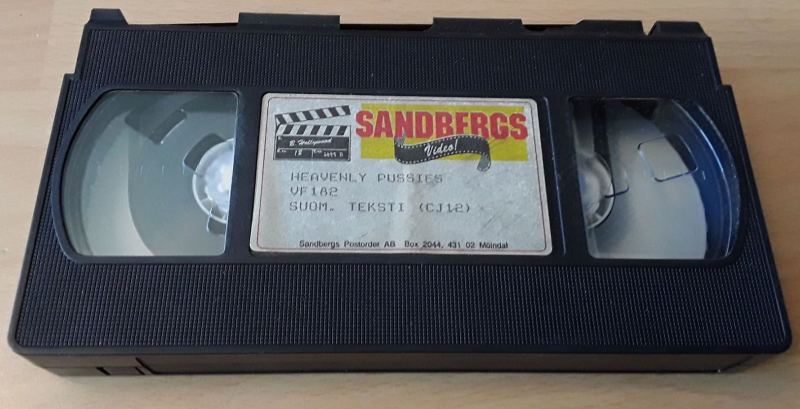 SANDBERGS
Video!
B. Hollywood
HEAVENLY PUSSIES
VF182
SUOM. TEKSTI (CJ12)
Sandbergs Postorder AB Box 2044, 431 02 Mölndal